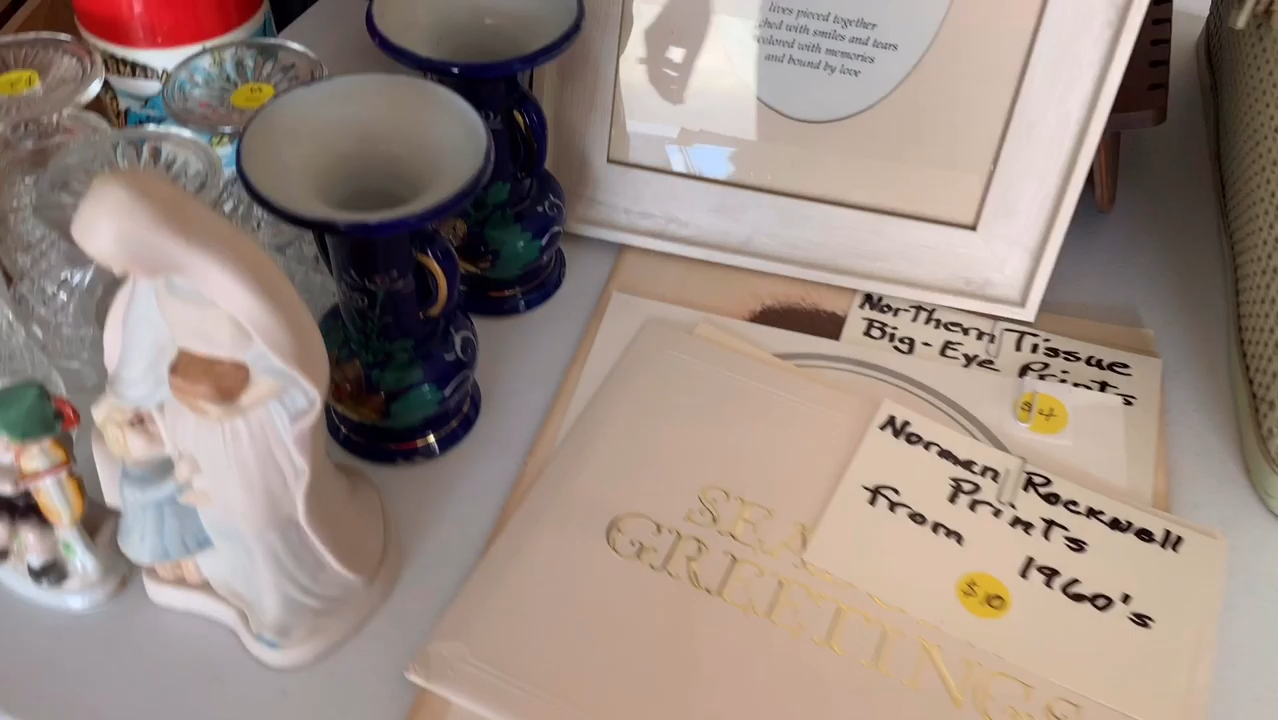 lives pieced together
ched with smiles and tears
colored with memories
and bound by love
Northern Tissue
Big-Eye Prints
$4
Norman Rockwell
Prints
from 1960's
$10
SEA
GREETINGS